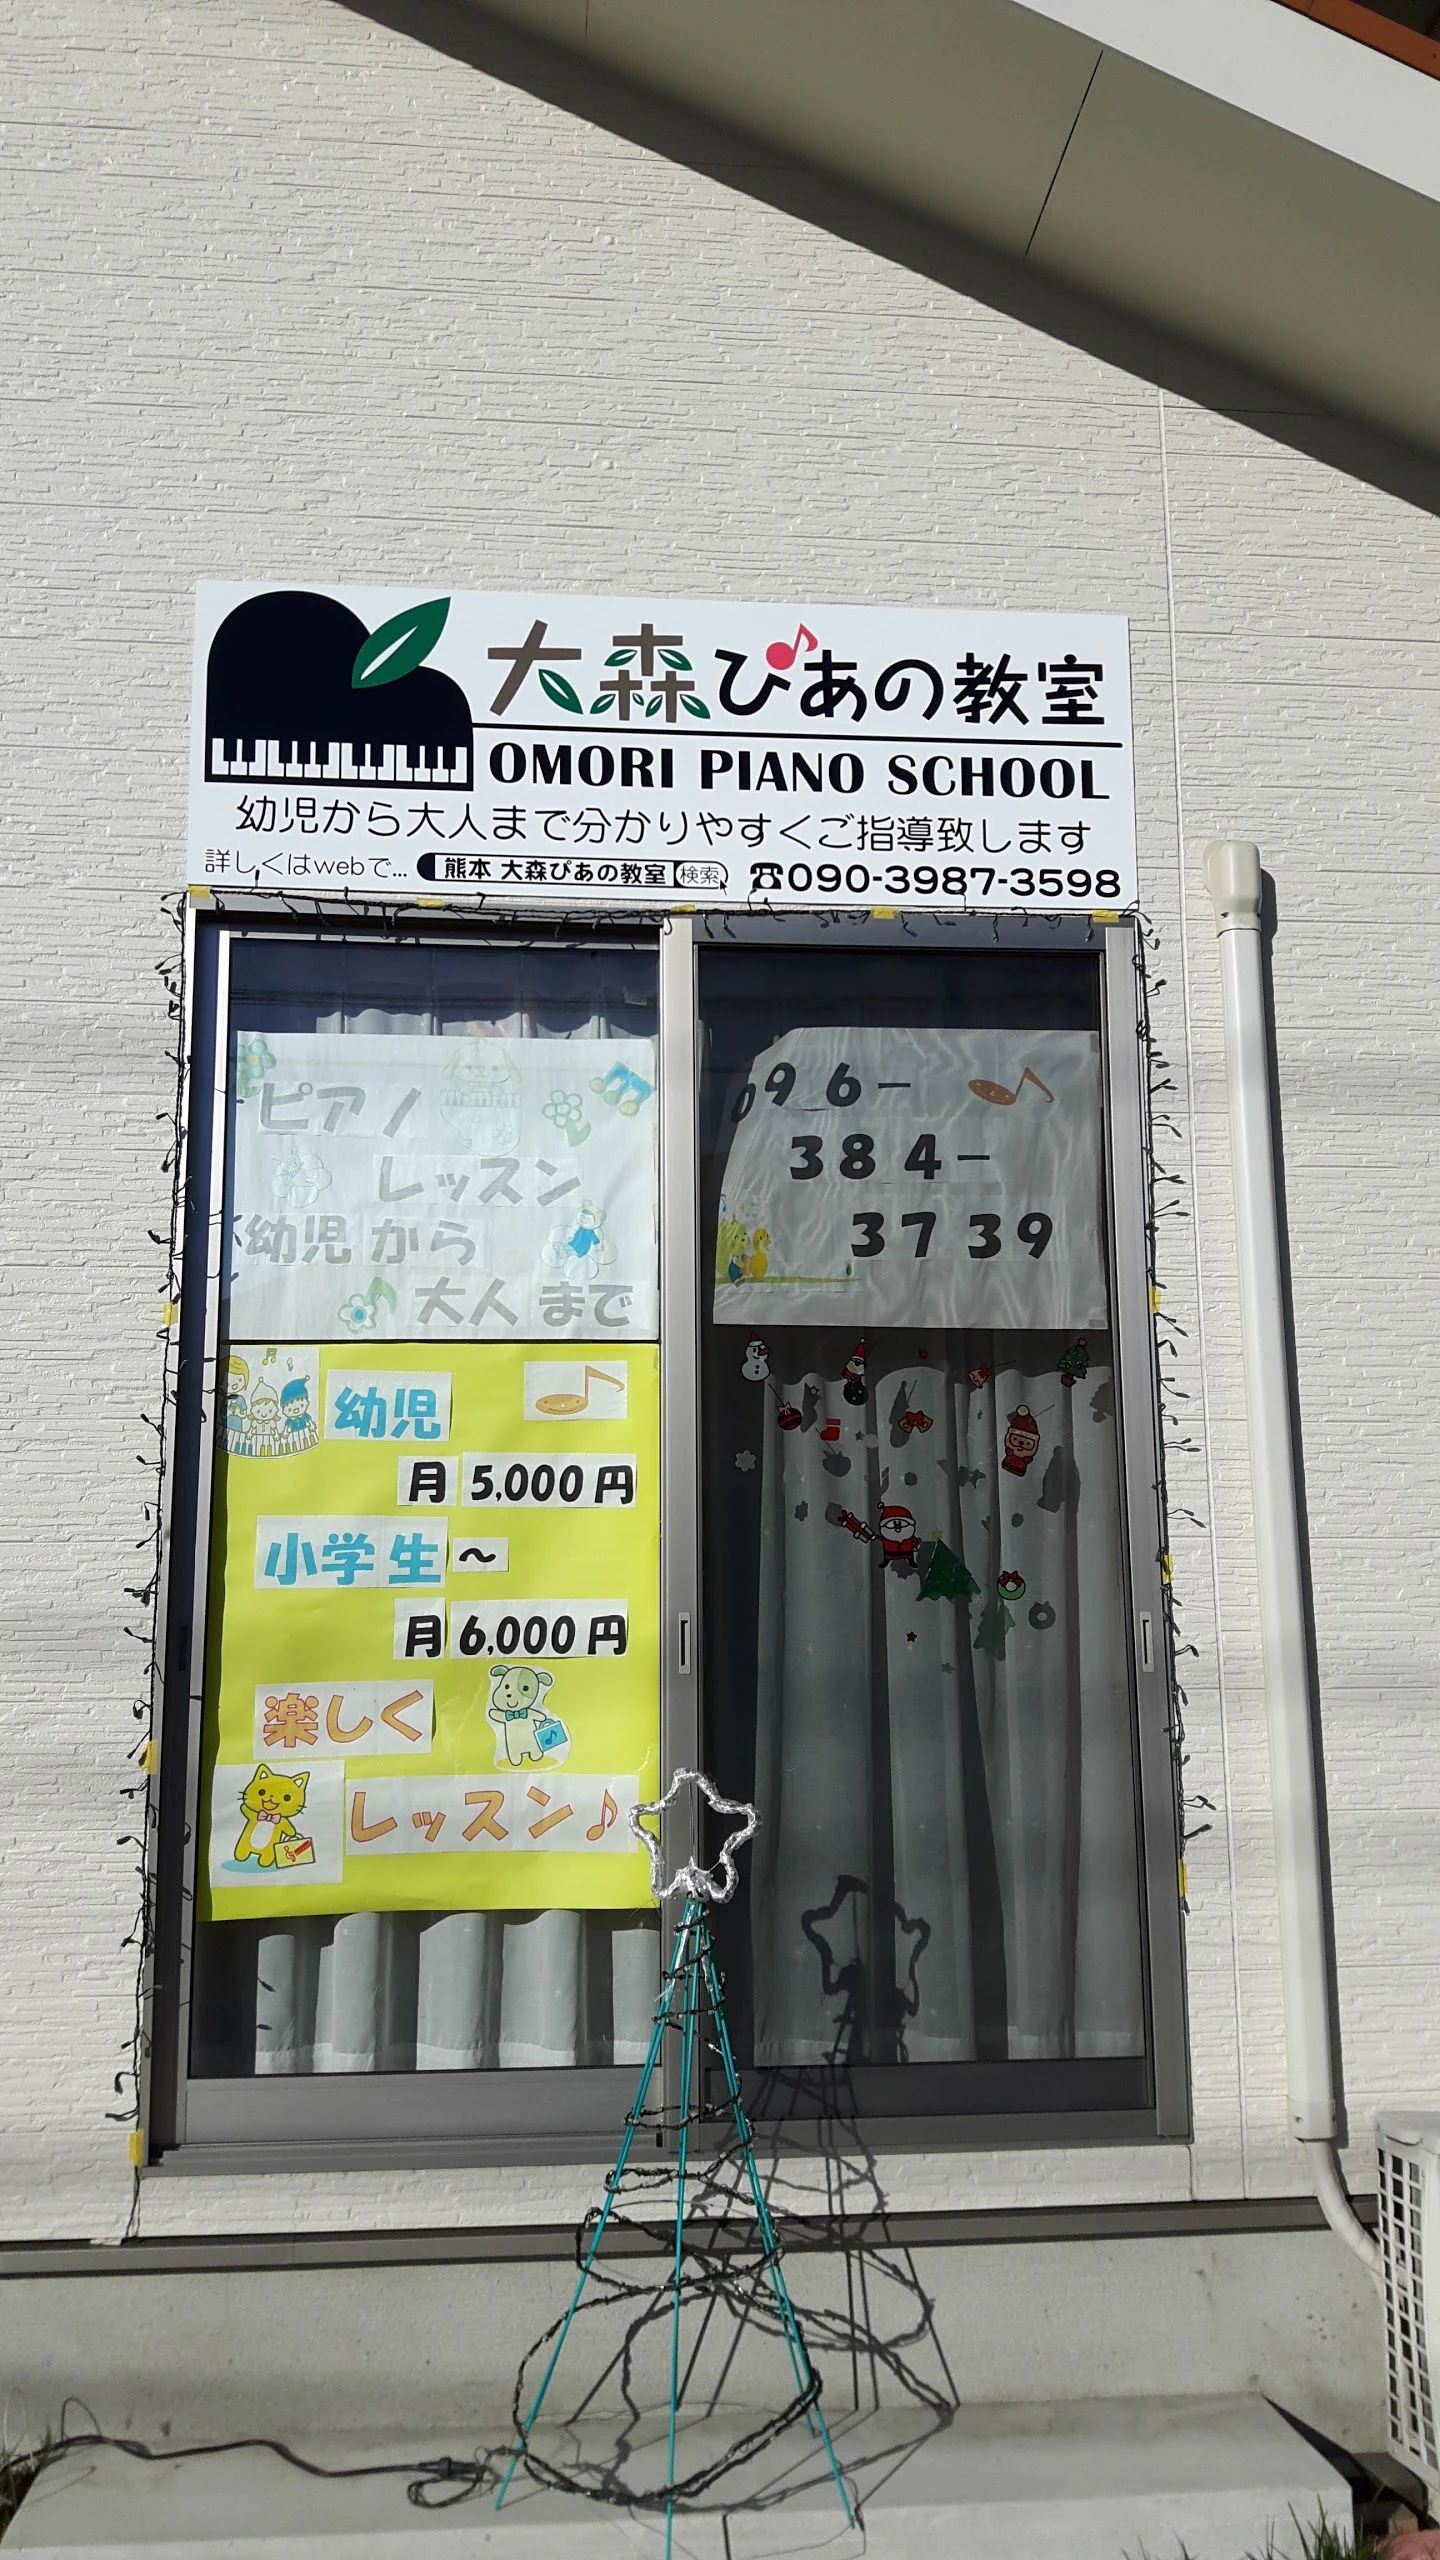 大森ぴあの教室
OMORI PIANO SCHOOL
幼児から大人まで分かりやすくご指導致します
詳しくはwebで... 熊本 大森ぴあの教室 検索 ☎090-3987-3598
ピアノ
レッスン
幼児から
大人まで
096-
384-
3739
幼児
月 5,000円
小学生～
月 6,000円
楽しく
レッスン♪